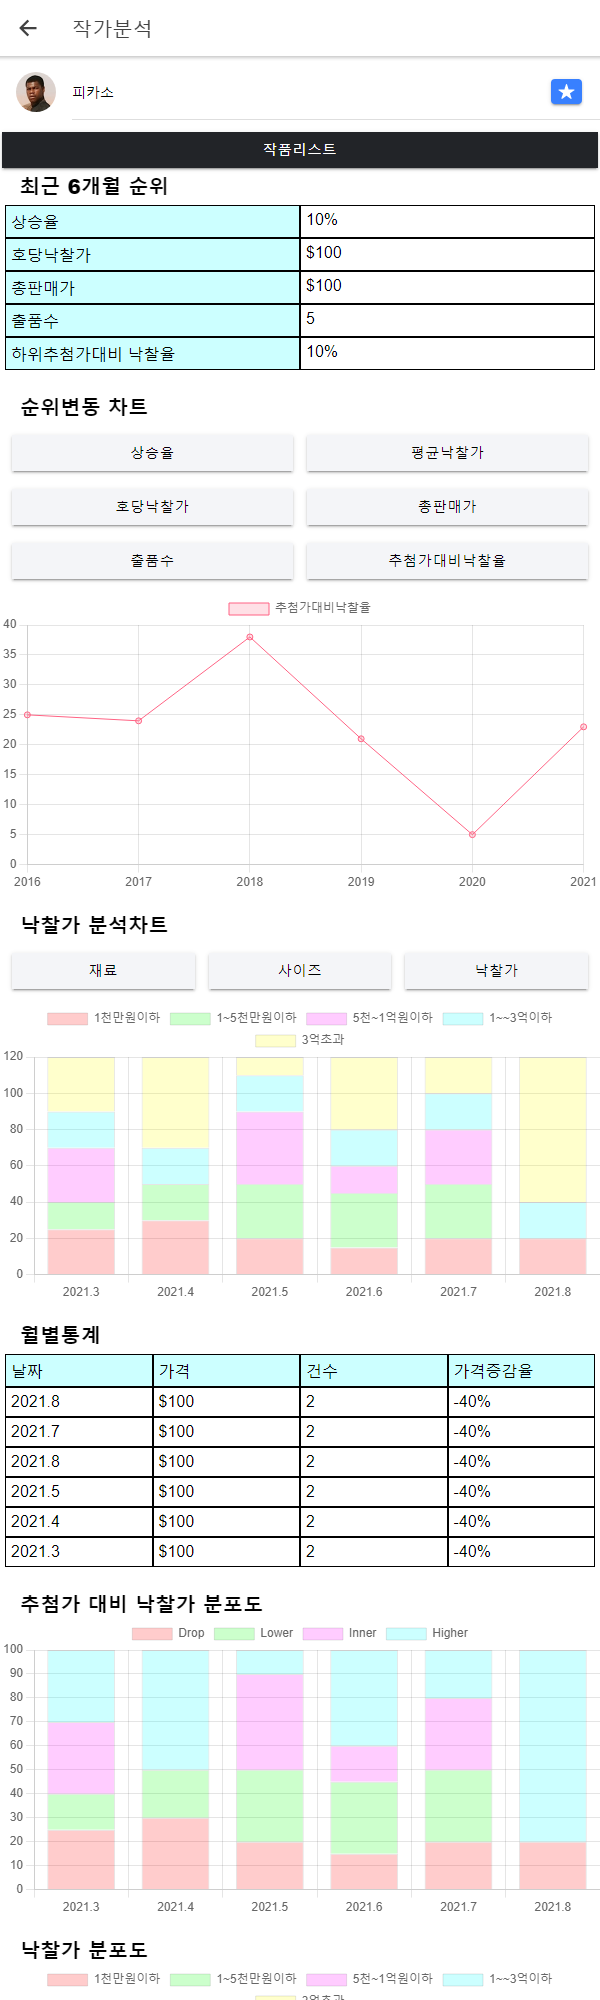 작가분석
피카소
작품리스트
최근 6개월 순위
상승율 10%
호당낙찰가 $100
총판매가 $100
출품수 5
하위추첨가대비 낙찰율 10%
순위변동 차트
상승율 평균낙찰가
호당낙찰가 총판매가
출품수 추첨가대비낙찰율
추첨가대비낙찰율
40
35
30
25
20
15
10
5
0
2016 2017 2018 2019 2020 2021
낙찰가 분석차트
재료 사이즈 낙찰가
1천만원이하 1~5천만원이하 5천~1억원이하 1~~3억이하
3억초과
120
100
80
60
40
20
0
2021.3 2021.4 2021.5 2021.6 2021.7 2021.8
월별통계
날짜 가격 건수 가격증감율
2021.8 $100 2 -40%
2021.7 $100 2 -40%
2021.8 $100 2 -40%
2021.5 $100 2 -40%
2021.4 $100 2 -40%
2021.3 $100 2 -40%
추첨가 대비 낙찰가 분포도
Drop Lower Inner Higher
100
90
80
70
60
50
40
30
20
10
0
2021.3 2021.4 2021.5 2021.6 2021.7 2021.8
낙찰가 분포도
1천만원이하 1~5천만원이하 5천~1억원이하 1~~3억이하
3억초과